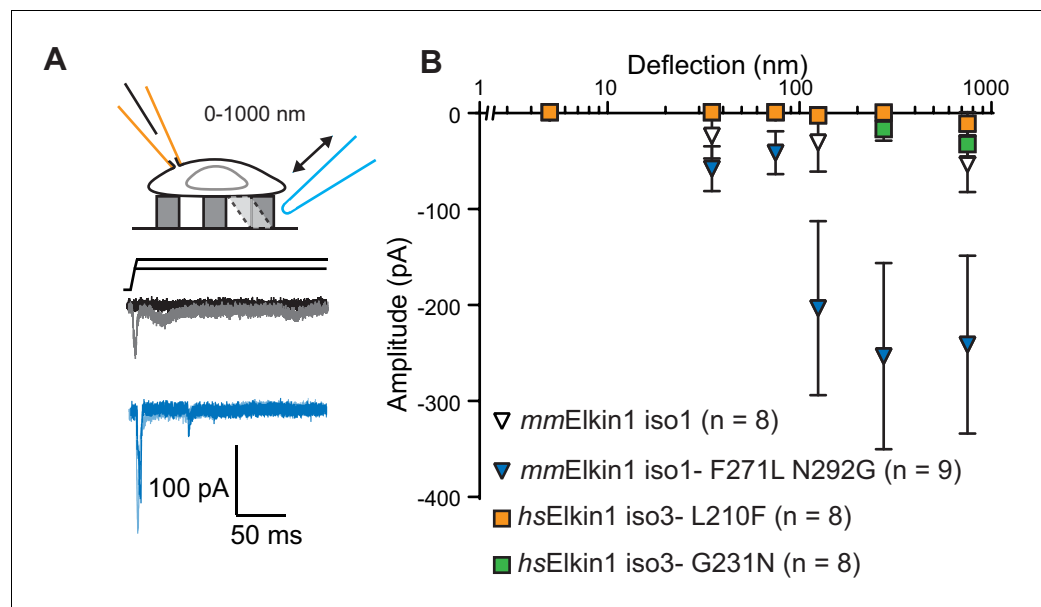 A
0-1000 nm
100 pA
50 ms
B
Deflection (nm)
1 10 100 1000
Amplitude (pA)
0
-100
-200
-300
-400
mmElkin1 iso1 (n = 8)
mmElkin1 iso1- F271L N292G (n = 9)
hsElkin1 iso3- L210F (n = 8)
hsElkin1 iso3- G231N (n = 8)